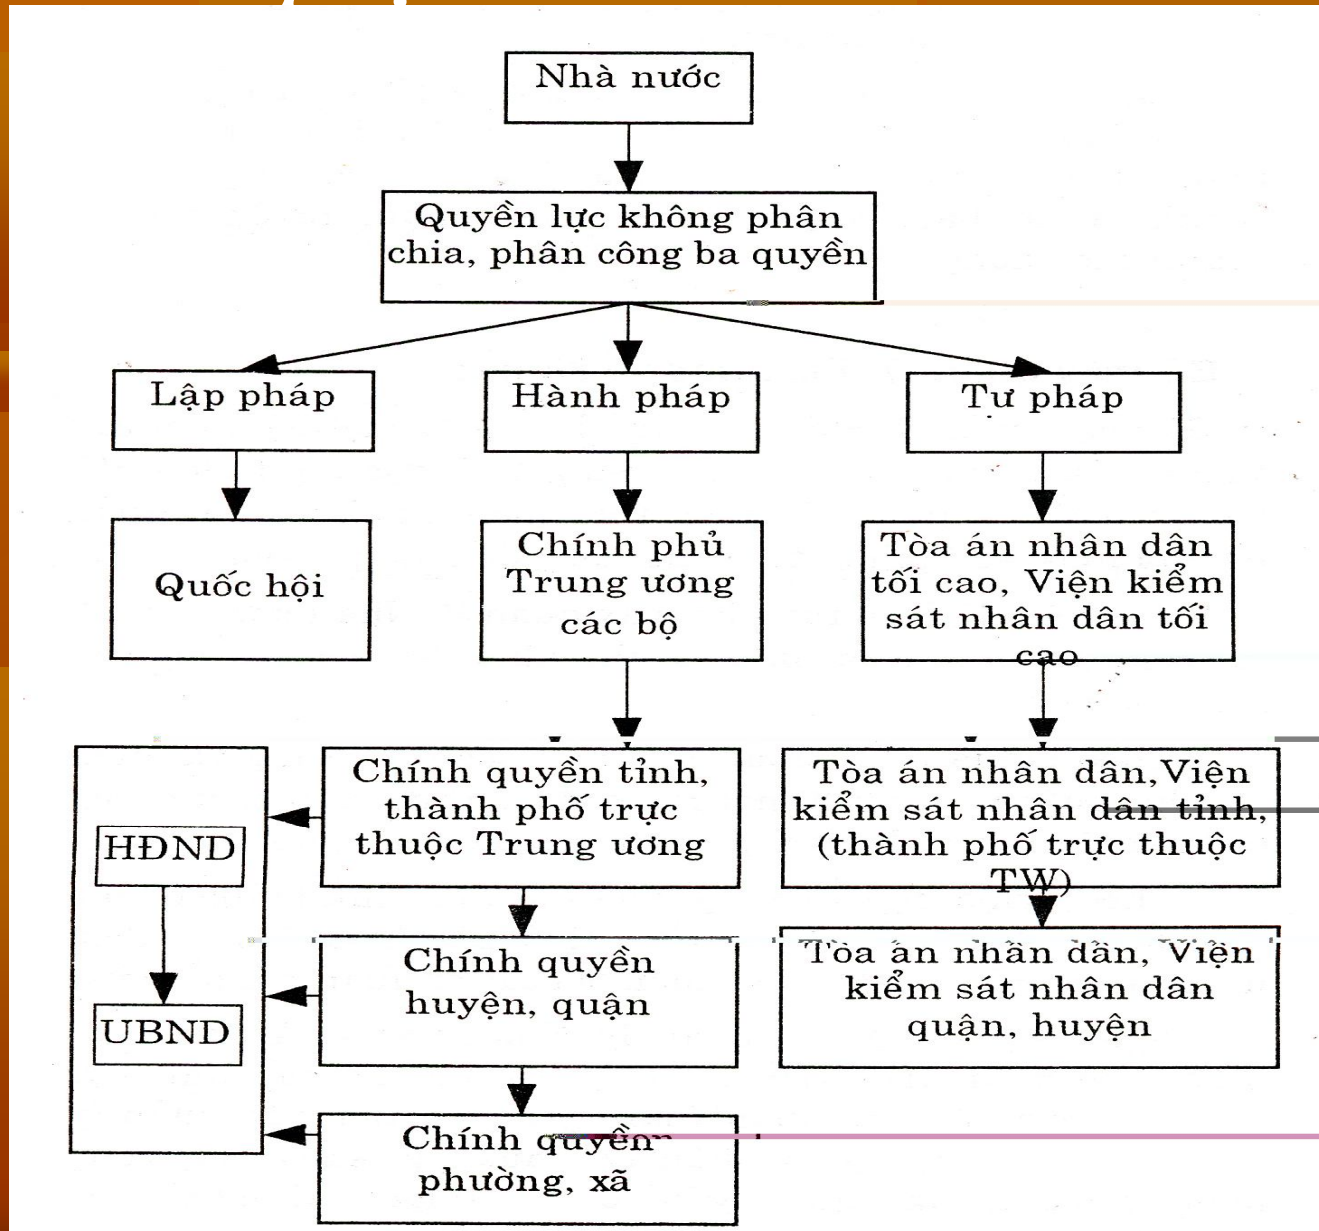 Nhà nước
Quyền lực không phân
chia, phân công ba quyền
Lập pháp
Hành pháp
Tư pháp
Quốc hội
Chính phủ
Trung ương
các bộ
Tòa án nhân dân
tối cao, Viện kiểm
sát nhân dân tối
cao
HĐND
UBND
Chính quyền tỉnh,
thành phố trực
thuộc Trung ương
Tòa án nhân dân,Viện
kiểm sát nhân dân tỉnh,
(thành phố trực thuộc
TW)
Chính quyền
huyện, quận
Tòa án nhân dân, Viện
kiểm sát nhân dân
quận, huyện
Chính quyền
phường, xã